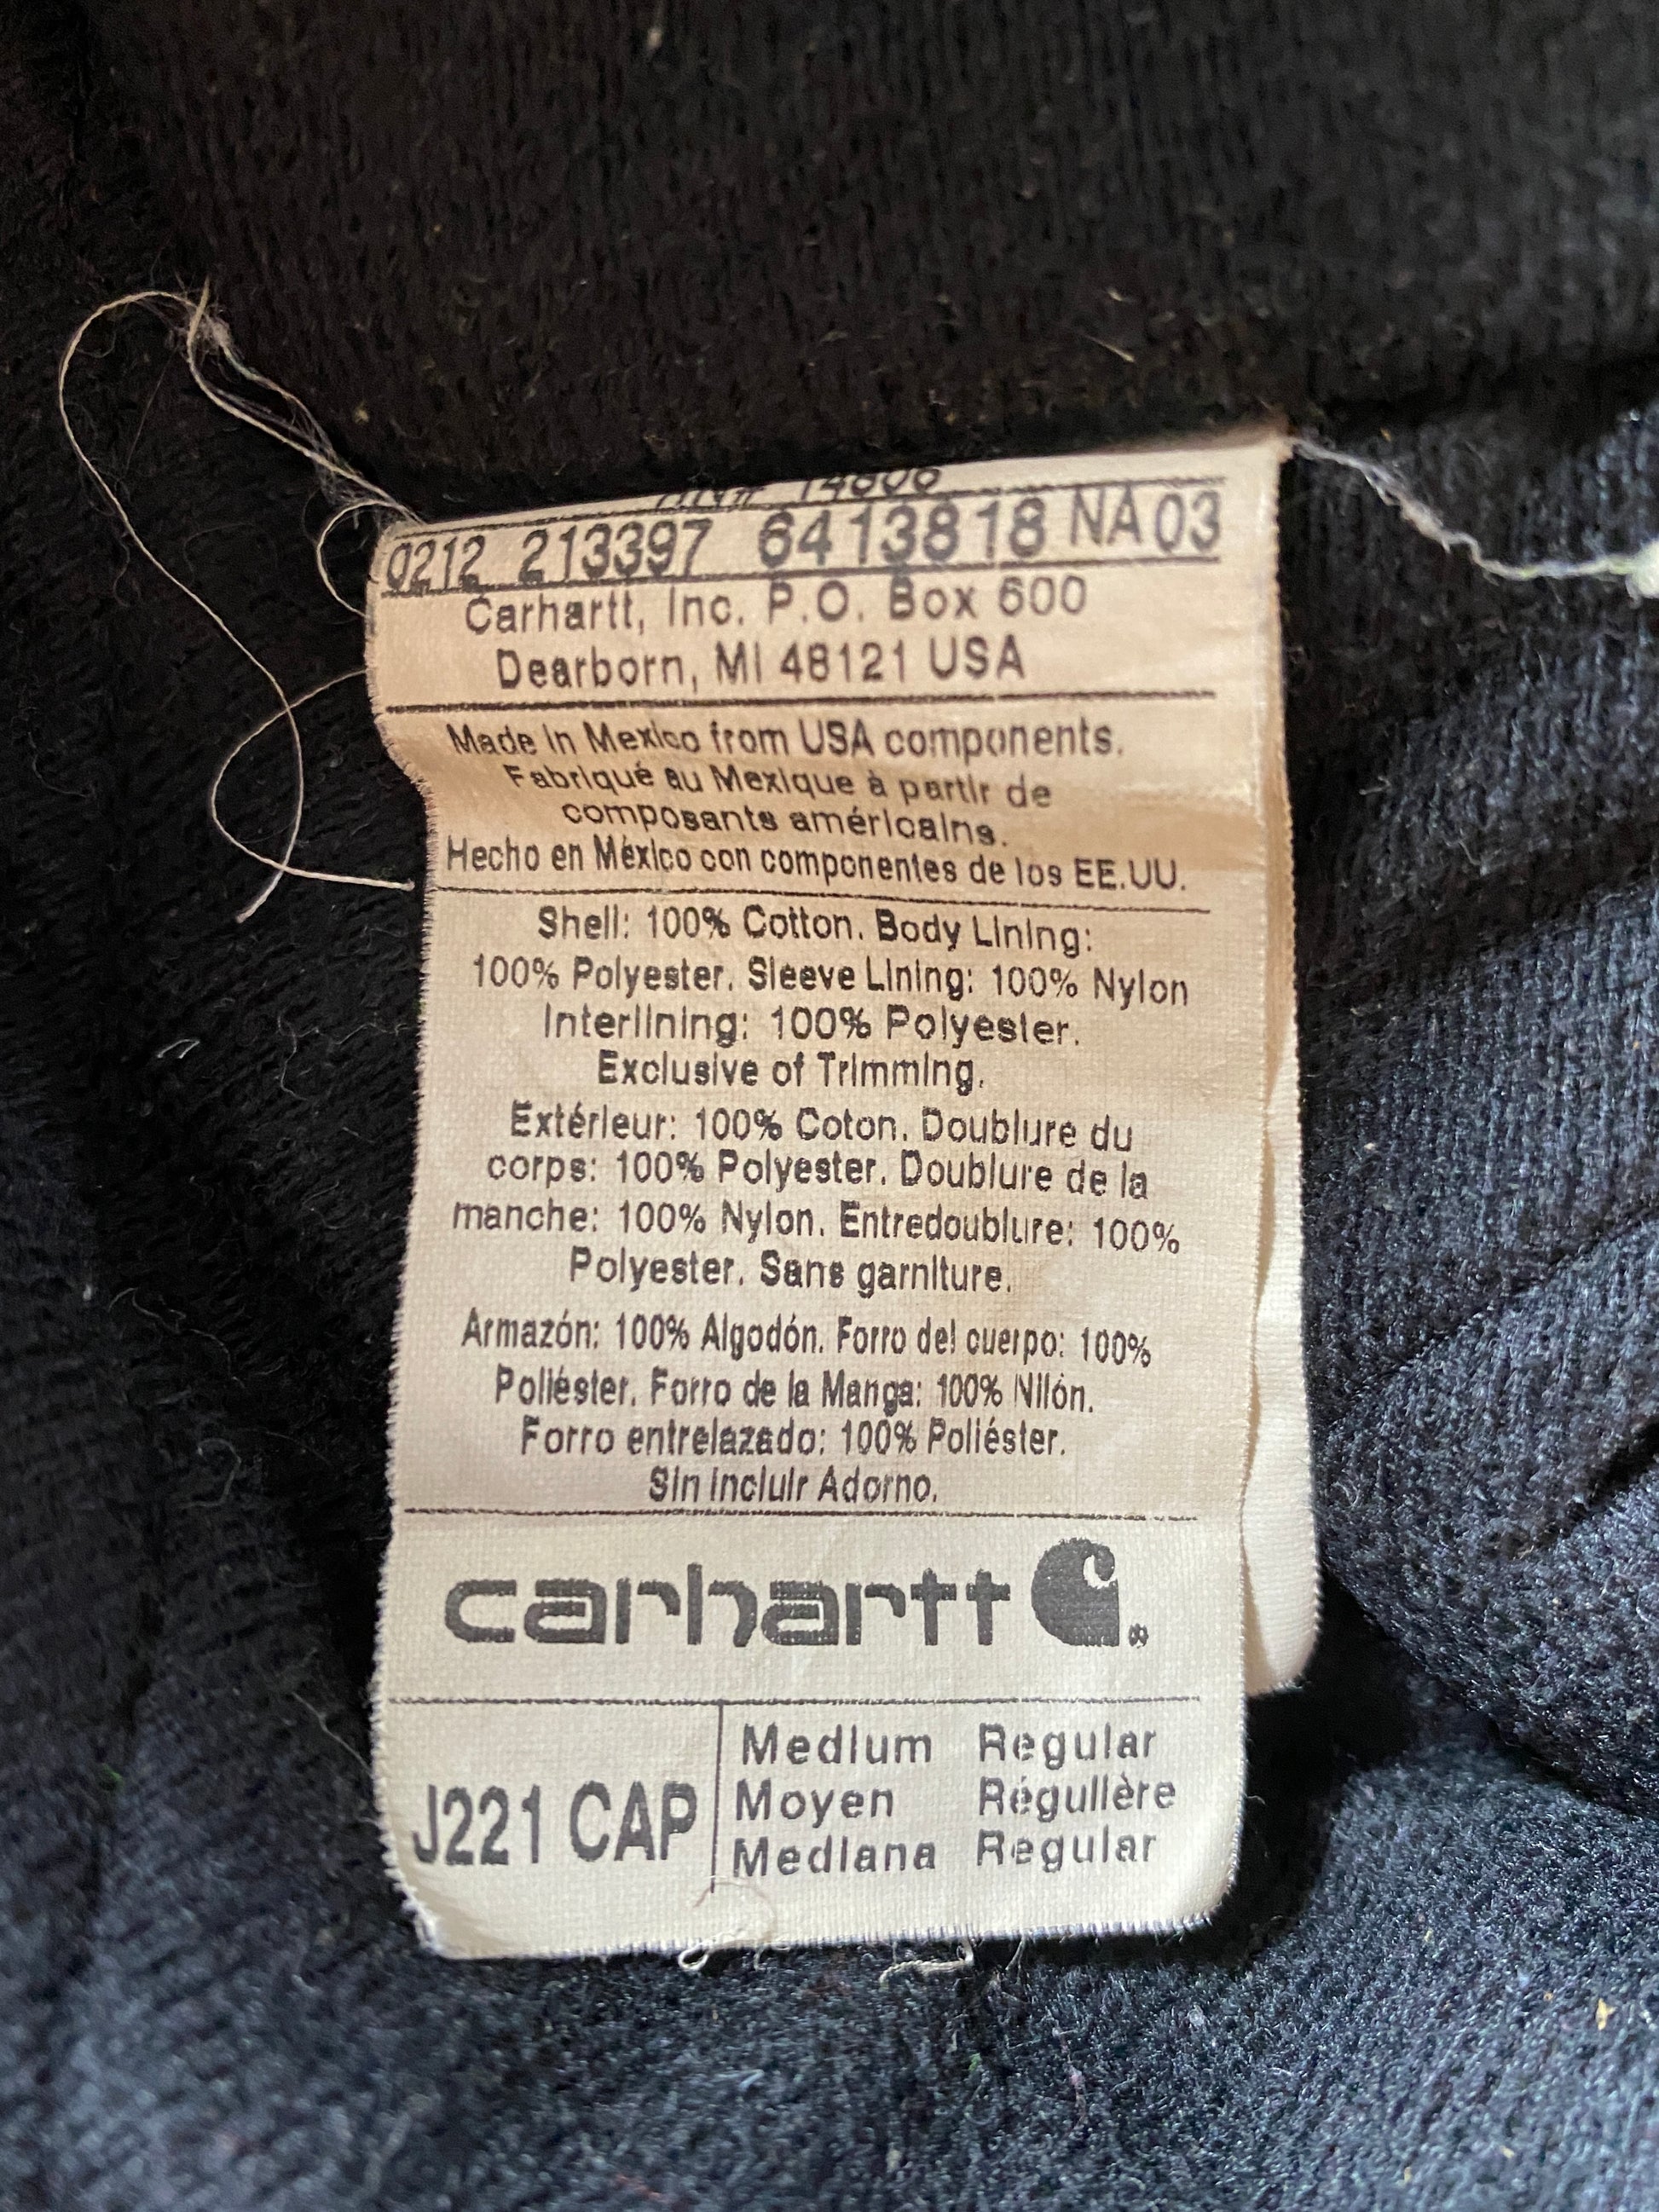 RN# 14806
0212 213397 6413818 NA03
Carhartt, Inc. P.O. Box 600
Dearborn, MI 48121 USA
Made in Mexico from USA components.
Fabriqué au Mexique à partir de
composants américains.
Hecho en México con componentes de los EE.UU.
Shell: 100% Cotton. Body Lining:
100% Polyester. Sleeve Lining: 100% Nylon
Interlining: 100% Polyester.
Exclusive of Trimming.
Extérieur: 100% Coton. Doublure du
corps: 100% Polyester. Doublure de la
manche: 100% Nylon. Entredoublure: 100%
Polyester. Sans garniture.
Armazón: 100% Algodón. Forro del cuerpo: 100%
Poliéster. Forro de la Manga: 100% Nilón.
Forro entrelazado: 100% Poliéster.
Sin incluir Adorno.
carhartt ®
J221 CAP
Medium Regular
Moyen Régulière
Mediana Regular